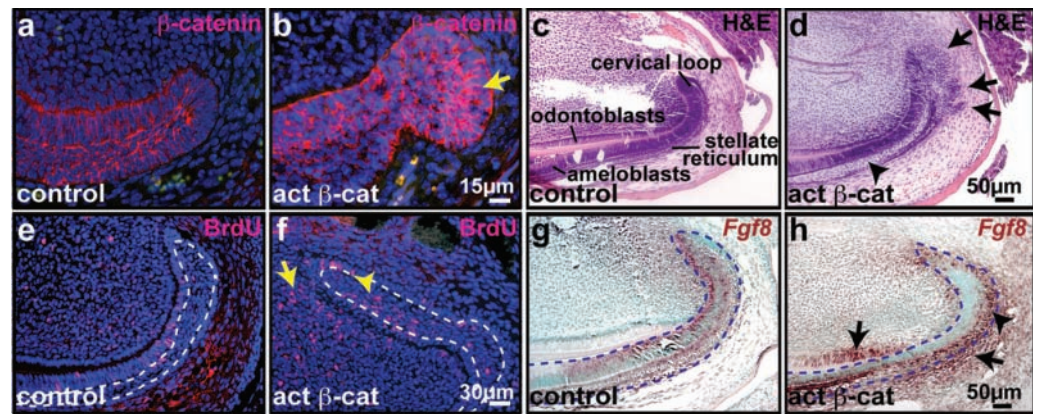 a β-catenin
control
b β-catenin
act β-cat 15μm
c H&E
cervical loop
odontoblasts
stellate
reticulum
ameloblasts
control
d H&E
act β-cat 50μm
e BrdU
control
f BrdU
act β-cat 30μm
g Fgf8
control
h Fgf8
act β-cat 50μm